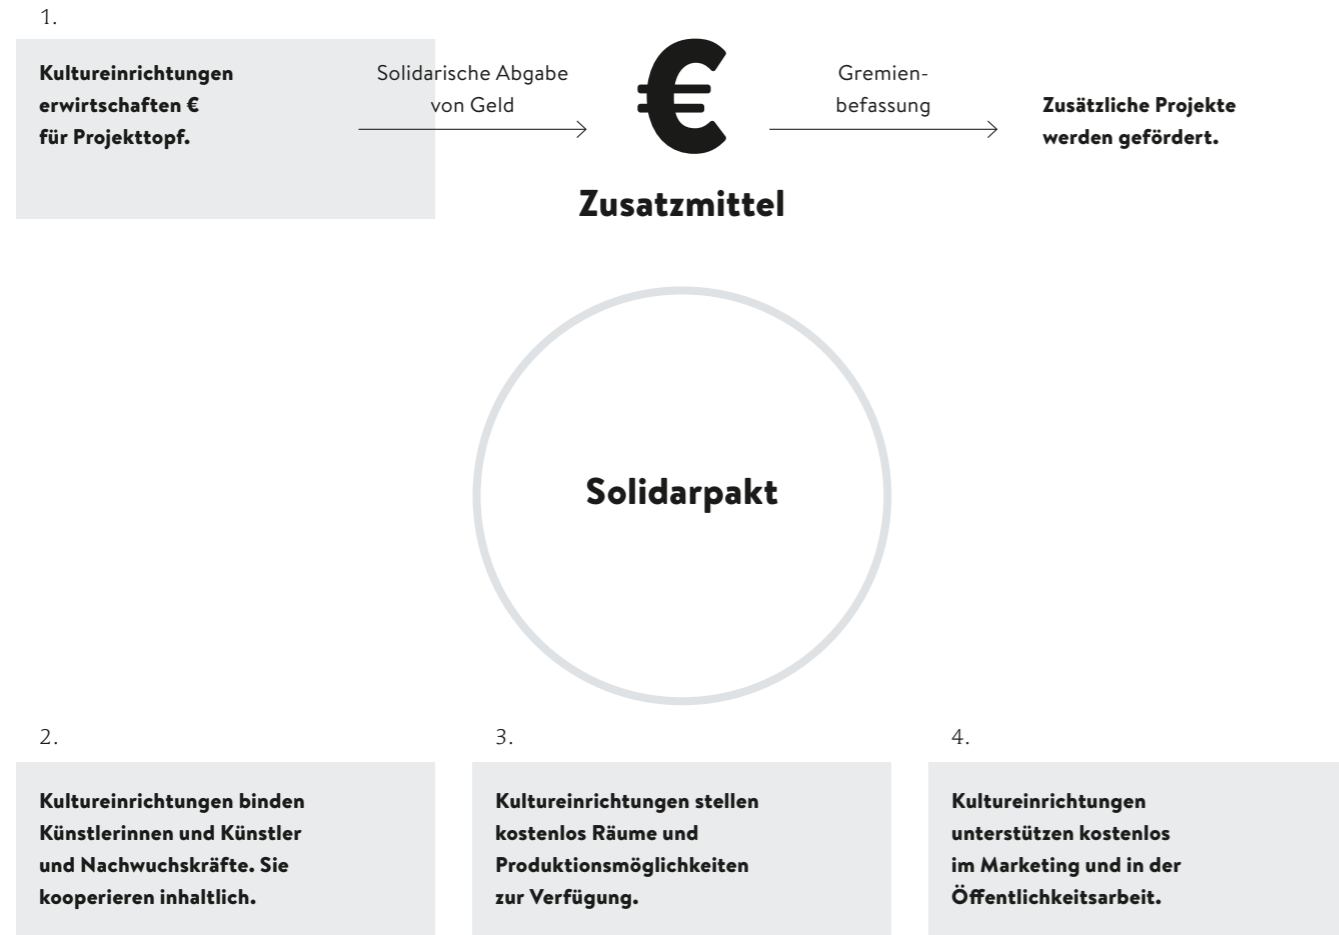 1.
Kultureinrichtungen
erwirtschaften €
für Projekttopf.
Solidarische Abgabe
von Geld
€
Zusatzmittel
Gremien-
befassung
Zusätzliche Projekte
werden gefördert.
Solidarpakt
2.
Kultureinrichtungen binden
Künstlerinnen und Künstler
und Nachwuchskräfte. Sie
kooperieren inhaltlich.
3.
Kultureinrichtungen stellen
kostenlos Räume und
Produktionsmöglichkeiten
zur Verfügung.
4.
Kultureinrichtungen
unterstützen kostenlos
im Marketing und in der
Öffentlichkeitsarbeit.